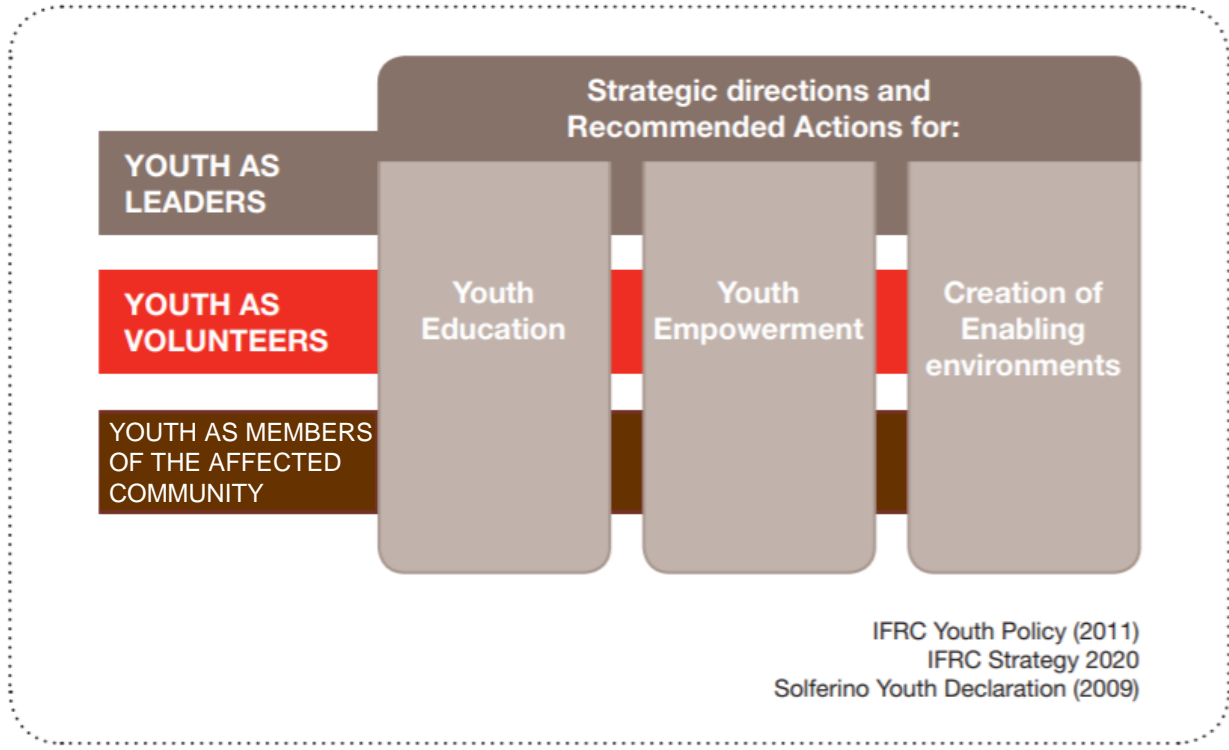 Strategic directions and
Recommended Actions for:
YOUTH AS
LEADERS
YOUTH AS
VOLUNTEERS
YOUTH AS MEMBERS
OF THE AFFECTED
COMMUNITY
Youth
Education
Youth
Empowerment
Creation of
Enabling
environments
IFRC Youth Policy (2011)
IFRC Strategy 2020
Solferino Youth Declaration (2009)